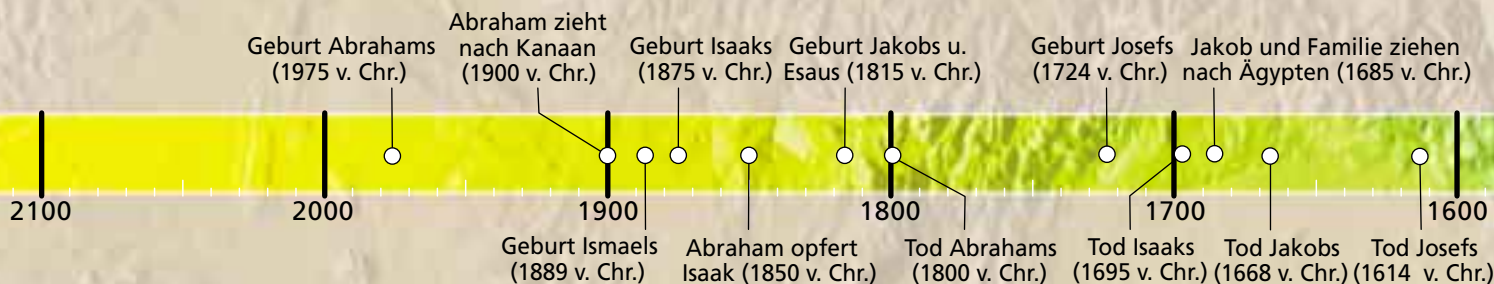 Geburt Abrahams
(1975 v. Chr.)
Abraham zieht
nach Kanaan
(1900 v. Chr.)
Geburt Isaaks
(1875 v. Chr.)
Geburt Jakobs u.
Esaus (1815 v. Chr.)
Geburt Josefs
(1724 v. Chr.)
Jakob und Familie ziehen
nach Ägypten (1685 v. Chr.)
2100
2000
1900
1800
1700
1600
Geburt Ismaels
(1889 v. Chr.)
Abraham opfert
Isaak (1850 v. Chr.)
Tod Abrahams
(1800 v. Chr.)
Tod Isaaks
(1695 v. Chr.)
Tod Jakobs
(1668 v. Chr.)
Tod Josefs
(1614 v. Chr.)